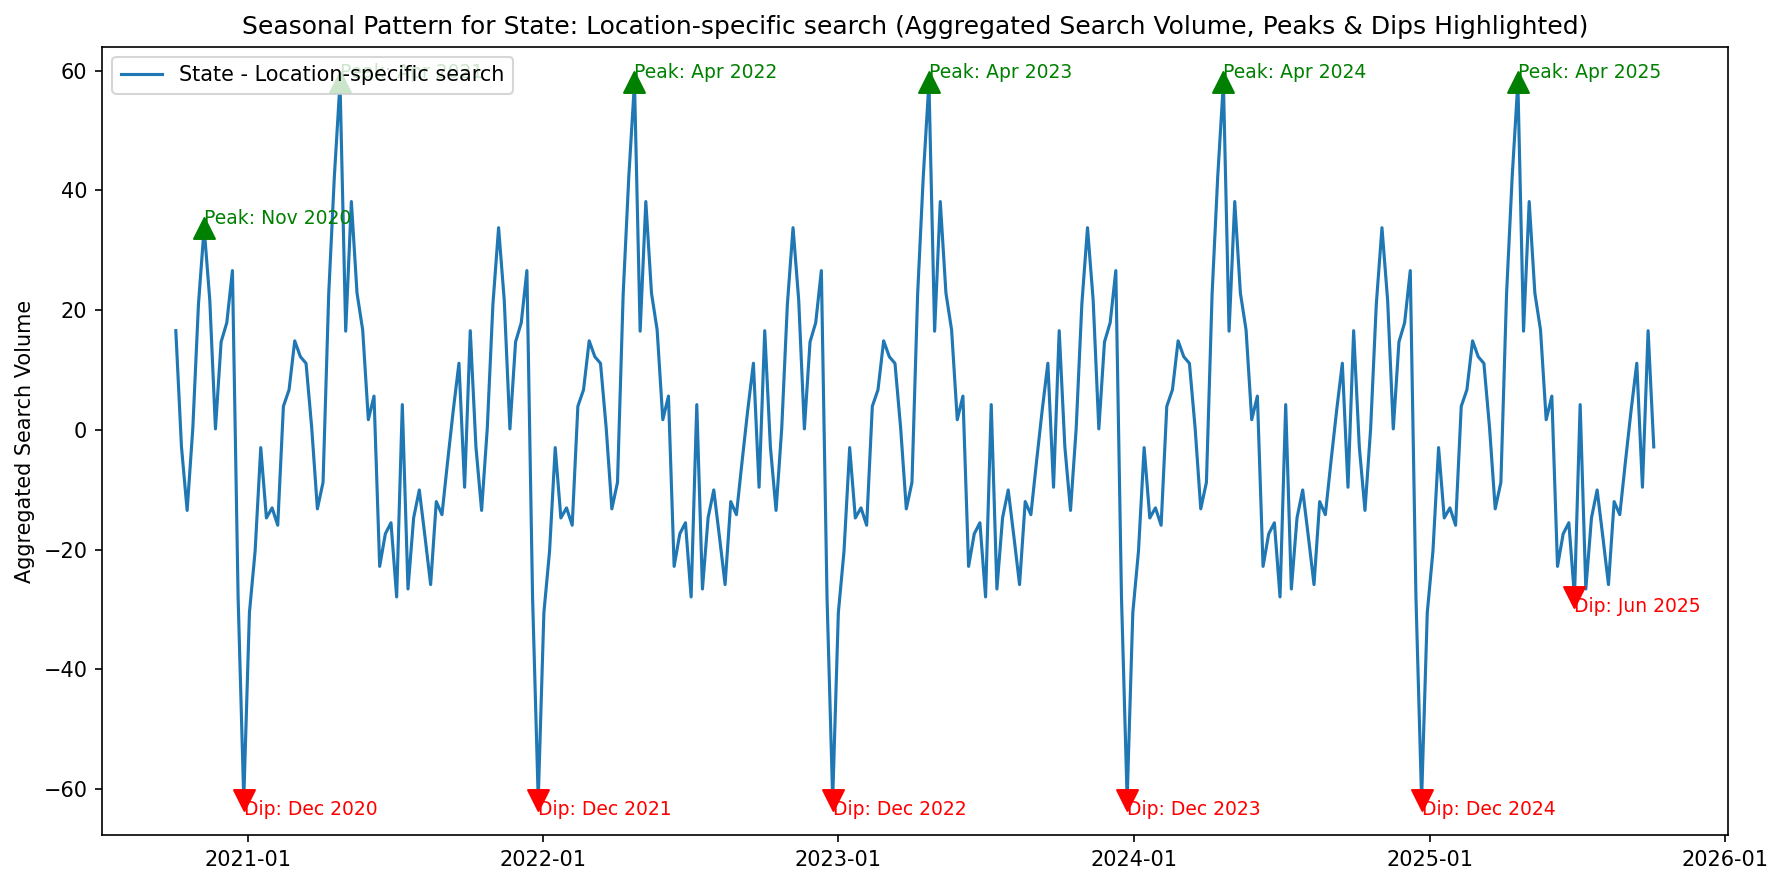 Seasonal Pattern for State: Location-specific search (Aggregated Search Volume, Peaks & Dips Highlighted)
State - Location-specific search
Peak: Apr 2021
Peak: Apr 2022
Peak: Apr 2023
Peak: Apr 2024
Peak: Apr 2025
Peak: Nov 2020
Dip: Jun 2025
Dip: Dec 2020
Dip: Dec 2021
Dip: Dec 2022
Dip: Dec 2023
Dip: Dec 2024
Aggregated Search Volume
60
40
20
0
−20
−40
−60
2021-01
2022-01
2023-01
2024-01
2025-01
2026-01